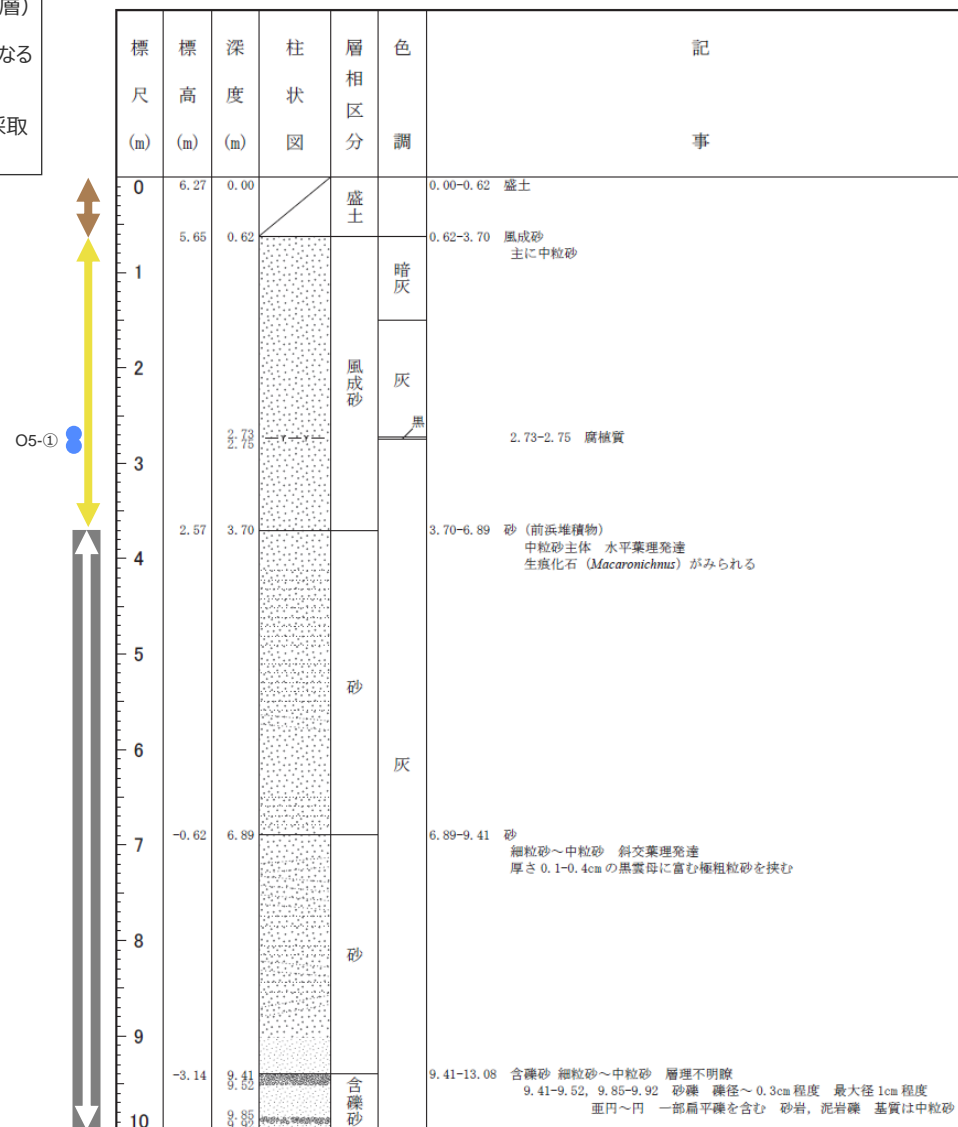 層）
なる
採取
標尺(m)
標高(m)
深度(m)
柱状図
層相区分
色調
記事
0 6.27 0.00 盛土 0.00-0.62 盛土
5.65 0.62 0.62-3.70 風成砂
主に中粒砂
1 暗灰
2 風成砂 灰
黒
O5-① 2.73 2.73-2.75 腐植質
2.75
3
2.57 3.70 3.70-6.89 砂（前浜堆積物）
中粒砂主体 水平葉理発達
4 生痕化石（Macaronichnus）がみられる
5
砂
6
灰
-0.62 6.89 6.89-9.41 砂
7 細粒砂～中粒砂 斜交葉理発達
厚さ 0.1-0.4cm の黒雲母に富む極粗粒砂を挟む
8 砂
9
-3.14 9.41 9.41-13.08 含礫砂 細粒砂～中粒砂 層理不明瞭
9.52 含礫砂 9.41-9.52, 9.85-9.92 砂礫 礫径～ 0.3cm 程度 最大径 1cm 程度
9.85 亜円～円 一部扁平礫を含む 砂岩，泥岩礫 基質は中粒砂
10 9.92